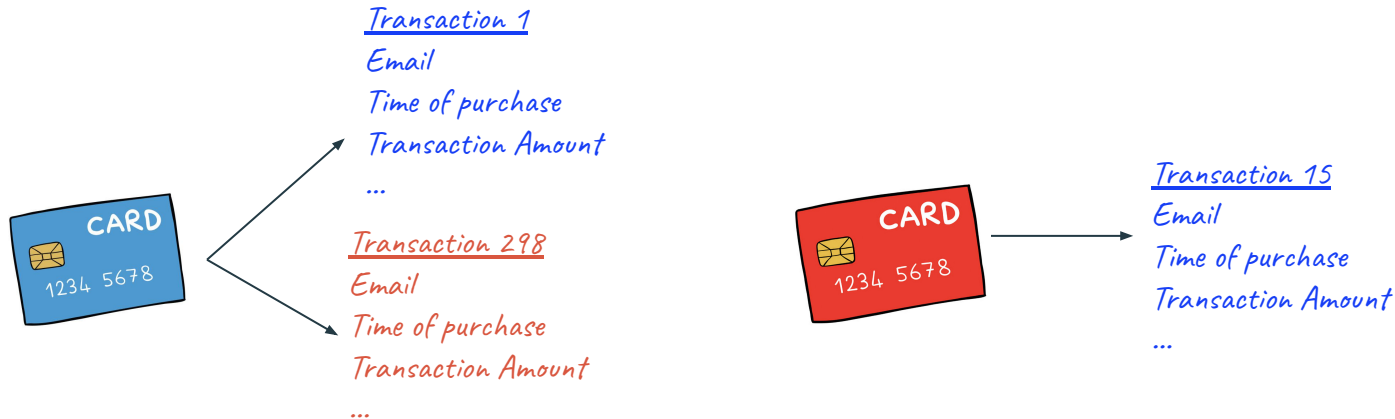 Transaction 1
Email
Time of purchase
Transaction Amount
...
CARD
1234 5678
Transaction 298
Email
Time of purchase
Transaction Amount
...
CARD
1234 5678
Transaction 15
Email
Time of purchase
Transaction Amount
...